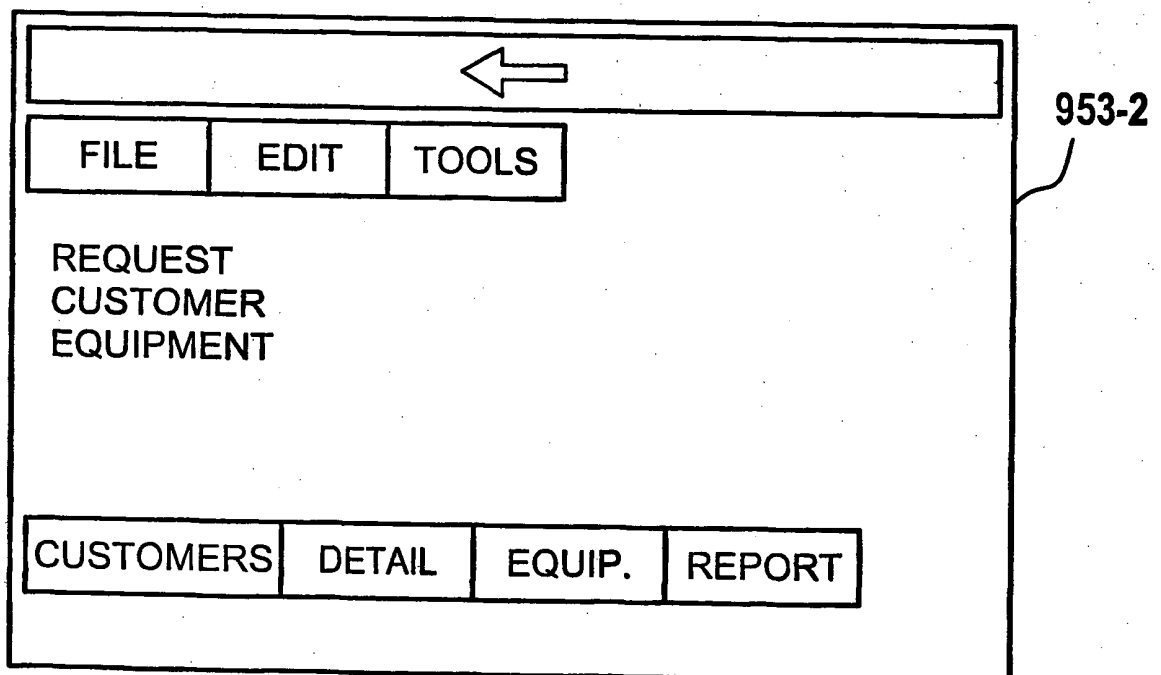 953-2
FILE EDIT TOOLS
REQUEST
CUSTOMER
EQUIPMENT
CUSTOMERS DETAIL EQUIP. REPORT